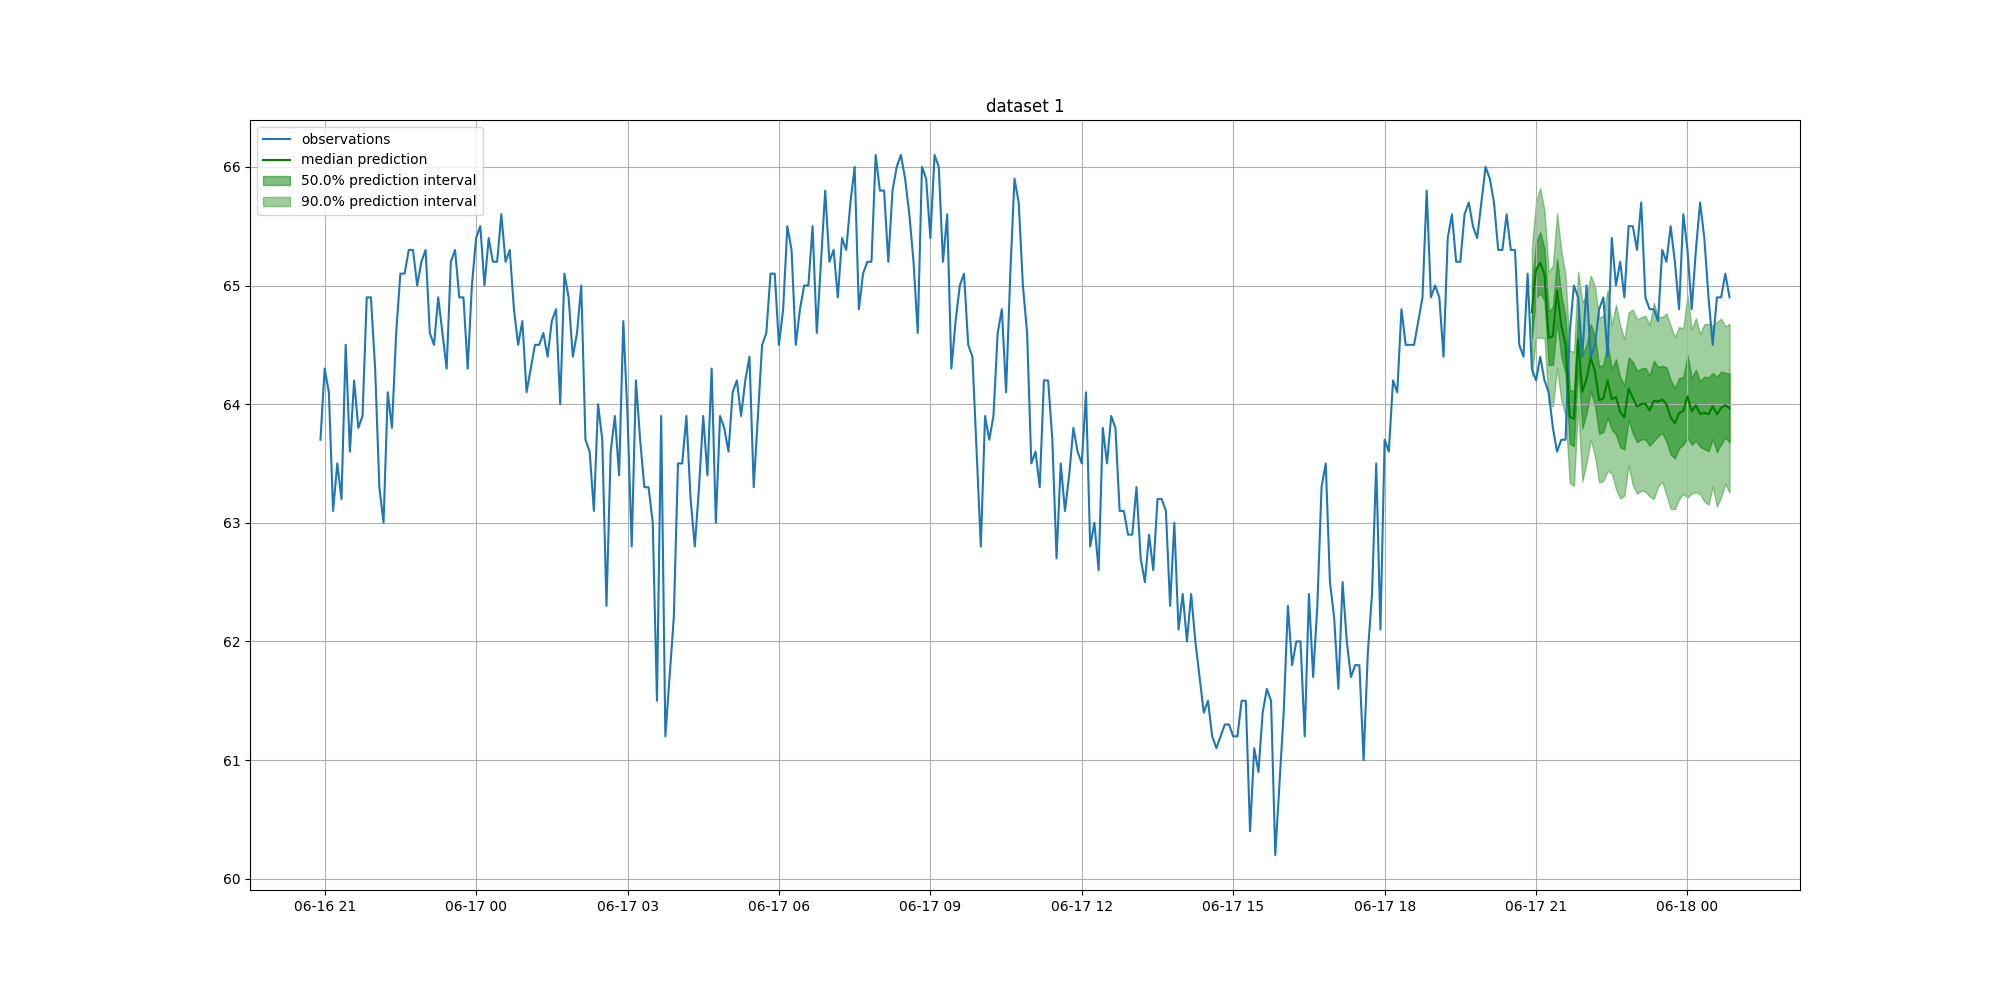 dataset 1
observations
median prediction
50.0% prediction interval
90.0% prediction interval
66
65
64
63
62
61
60
06-16 21 06-17 00 06-17 03 06-17 06 06-17 09 06-17 12 06-17 15 06-17 18 06-17 21 06-18 00